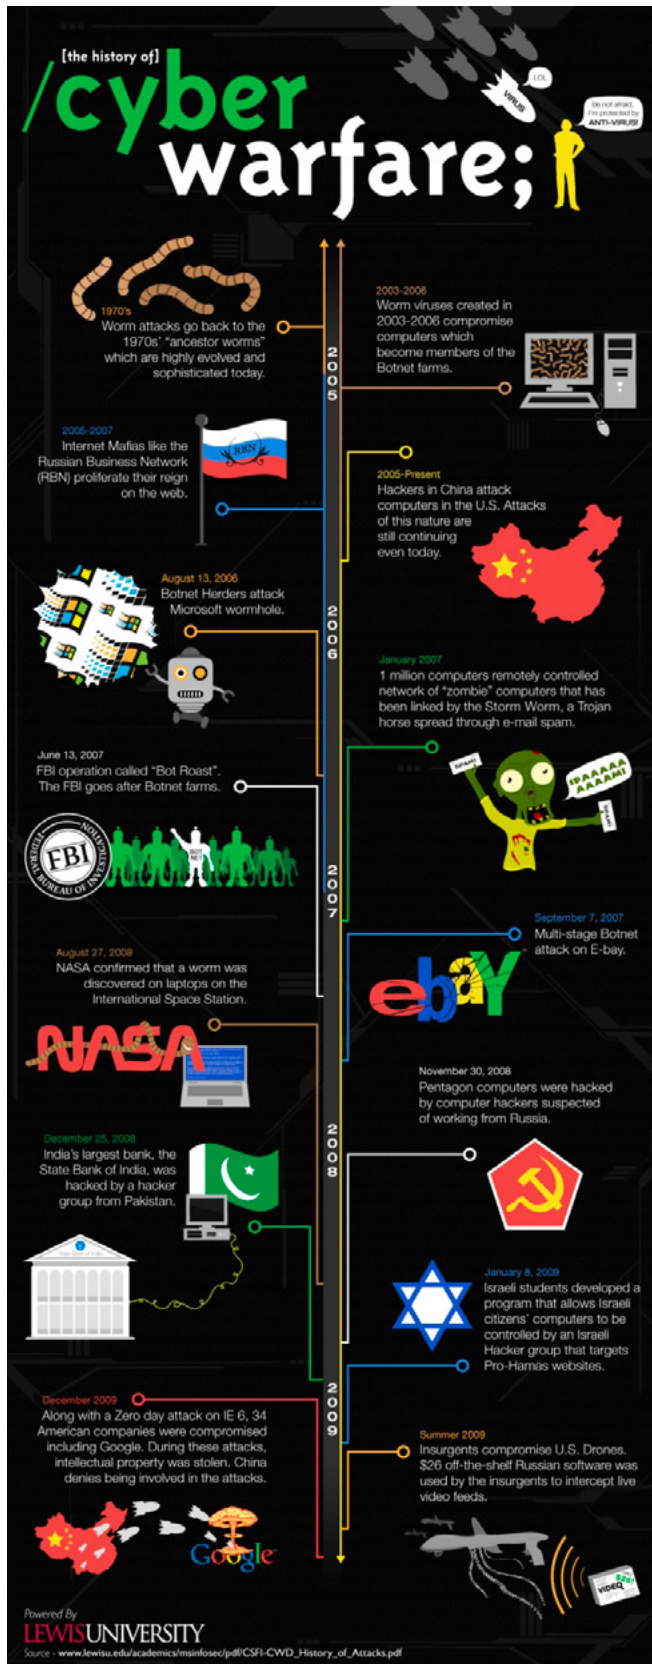 [the history of]
/cyber
warfare;
VIRUS
LOL
Be not afraid,
I'm protected by
ANTI-VIRUS!
1970's
Worm attacks go back to the
1970s' "ancestor worms"
which are highly evolved and
sophisticated today.
2003-2006
Worm viruses created in
2003-2006 compromise
computers which
become members of the
Botnet farms.
2005
2005-2007
Internet Mafias like the
Russian Business Network
(RBN) proliferate their reign
on the web.
RBN
2005-Present
Hackers in China attack
computers in the U.S. Attacks
of this nature are
still continuing
even today.
August 13, 2006
Botnet Herders attack
Microsoft wormhole.
2006
January 2007
1 million computers remotely controlled
network of "zombie" computers that has
been linked by the Storm Worm, a Trojan
horse spread through e-mail spam.
SPAM!
SPAAAAA
AAAAM!
SPAM!
June 13, 2007
FBI operation called "Bot Roast".
The FBI goes after Botnet farms.
FEDERAL BUREAU OF INVESTIGATION
FBI
BOT
NET
2007
September 7, 2007
Multi-stage Botnet
attack on E-bay.
ebaY
August 27, 2008
NASA confirmed that a worm was
discovered on laptops on the
International Space Station.
NASA
November 30, 2008
Pentagon computers were hacked
by computer hackers suspected
of working from Russia.
2008
December 25, 2008
India's largest bank, the
State Bank of India, was
hacked by a hacker
group from Pakistan.
State Bank of India
January 8, 2009
Israeli students developed a
program that allows Israeli
citizens' computers to be
controlled by an Israeli
Hacker group that targets
Pro-Hamas websites.
2009
December 2009
Along with a Zero day attack on IE 6, 34
American companies were compromised
including Google. During these attacks,
intellectual property was stolen. China
denies being involved in the attacks.
Google
Summer 2009
Insurgents compromise U.S. Drones.
$26 off-the-shelf Russian software was
used by the insurgents to intercept live
video feeds.
$26!
VIDEO
Powered By
LEWISUNIVERSITY
Source - www.lewisu.edu/academics/msinfosec/pdf/CSFI-CWD_History_of_Attacks.pdf